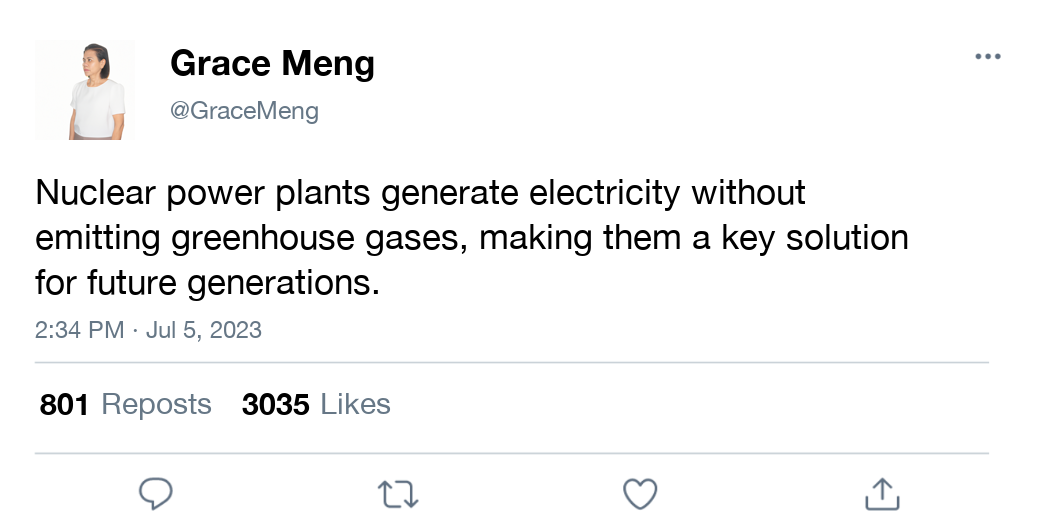 Grace Meng
@GraceMeng
Nuclear power plants generate electricity without
emitting greenhouse gases, making them a key solution
for future generations.
2:34 PM · Jul 5, 2023
801 Reposts 3035 Likes